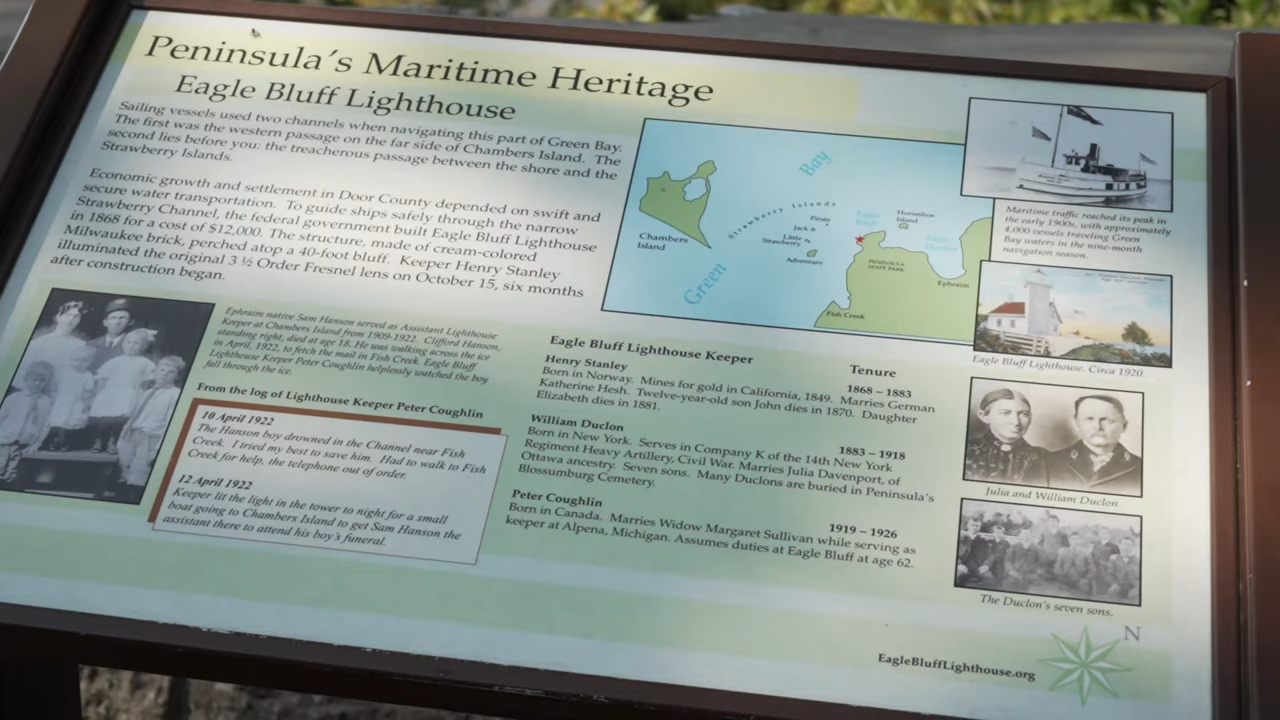 Peninsula's Maritime Heritage
Eagle Bluff Lighthouse
Sailing vessels used two channels when navigating this part of Green Bay.
The first was the western passage on the far side of Chambers Island. The
second lies before you: the treacherous passage between the shore and the
Strawberry Islands.
Economic growth and settlement in Door County depended on swift and
secure water transportation. To guide ships safely through the narrow
Strawberry Channel, the federal government built Eagle Bluff Lighthouse
in 1868 for a cost of $12,000. The structure, made of cream-colored
Milwaukee brick, perched atop a 40-foot bluff. Keeper Henry Stanley
illuminated the original 3 ½ Order Fresnel lens on October 15, six months
after construction began.
Bay
Strawberry Islands
Pirate
Jack
Little
Strawberry
Adventure
Chambers
Island
Green
Eagle
Bluff
Horseshoe
Island
Eagle
Harbor
PENINSULA
STATE PARK
Ephraim
Fish Creek
Maritime traffic reached its peak in
the early 1900s, with approximately
4,000 vessels traveling Green
Bay waters in the nine-month
navigation season.
Eagle Bluff Lighthouse. Circa 1920.
Ephraim native Sam Hanson served as Assistant Lighthouse
Keeper at Chambers Island from 1909-1922. Clifford Hanson,
standing right, died at age 18. He was walking across the ice
in April, 1922, to fetch the mail in Fish Creek. Eagle Bluff
Lighthouse Keeper Peter Coughlin helplessly watched the boy
fall through the ice.
From the log of Lighthouse Keeper Peter Coughlin
10 April 1922
The Hanson boy drowned in the Channel near Fish
Creek. I tried my best to save him. Had to walk to Fish
Creek for help, the telephone out of order.
12 April 1922
Keeper lit the light in the tower to night for a small
boat going to Chambers Island to get Sam Hanson the
assistant there to attend his boy's funeral.
Eagle Bluff Lighthouse Keeper Tenure
Henry Stanley 1868 – 1883
Born in Norway. Mines for gold in California, 1849. Marries German
Katherine Hesh. Twelve-year-old son John dies in 1870. Daughter
Elizabeth dies in 1881.
William Duclon 1883 – 1918
Born in New York. Serves in Company K of the 14th New York
Regiment Heavy Artillery, Civil War. Marries Julia Davenport, of
Ottawa ancestry. Seven sons. Many Duclons are buried in Peninsula's
Blossumburg Cemetery.
Peter Coughlin 1919 – 1926
Born in Canada. Marries Widow Margaret Sullivan while serving as
keeper at Alpena, Michigan. Assumes duties at Eagle Bluff at age 62.
Julia and William Duclon
The Duclon's seven sons.
N
EagleBluffLighthouse.org